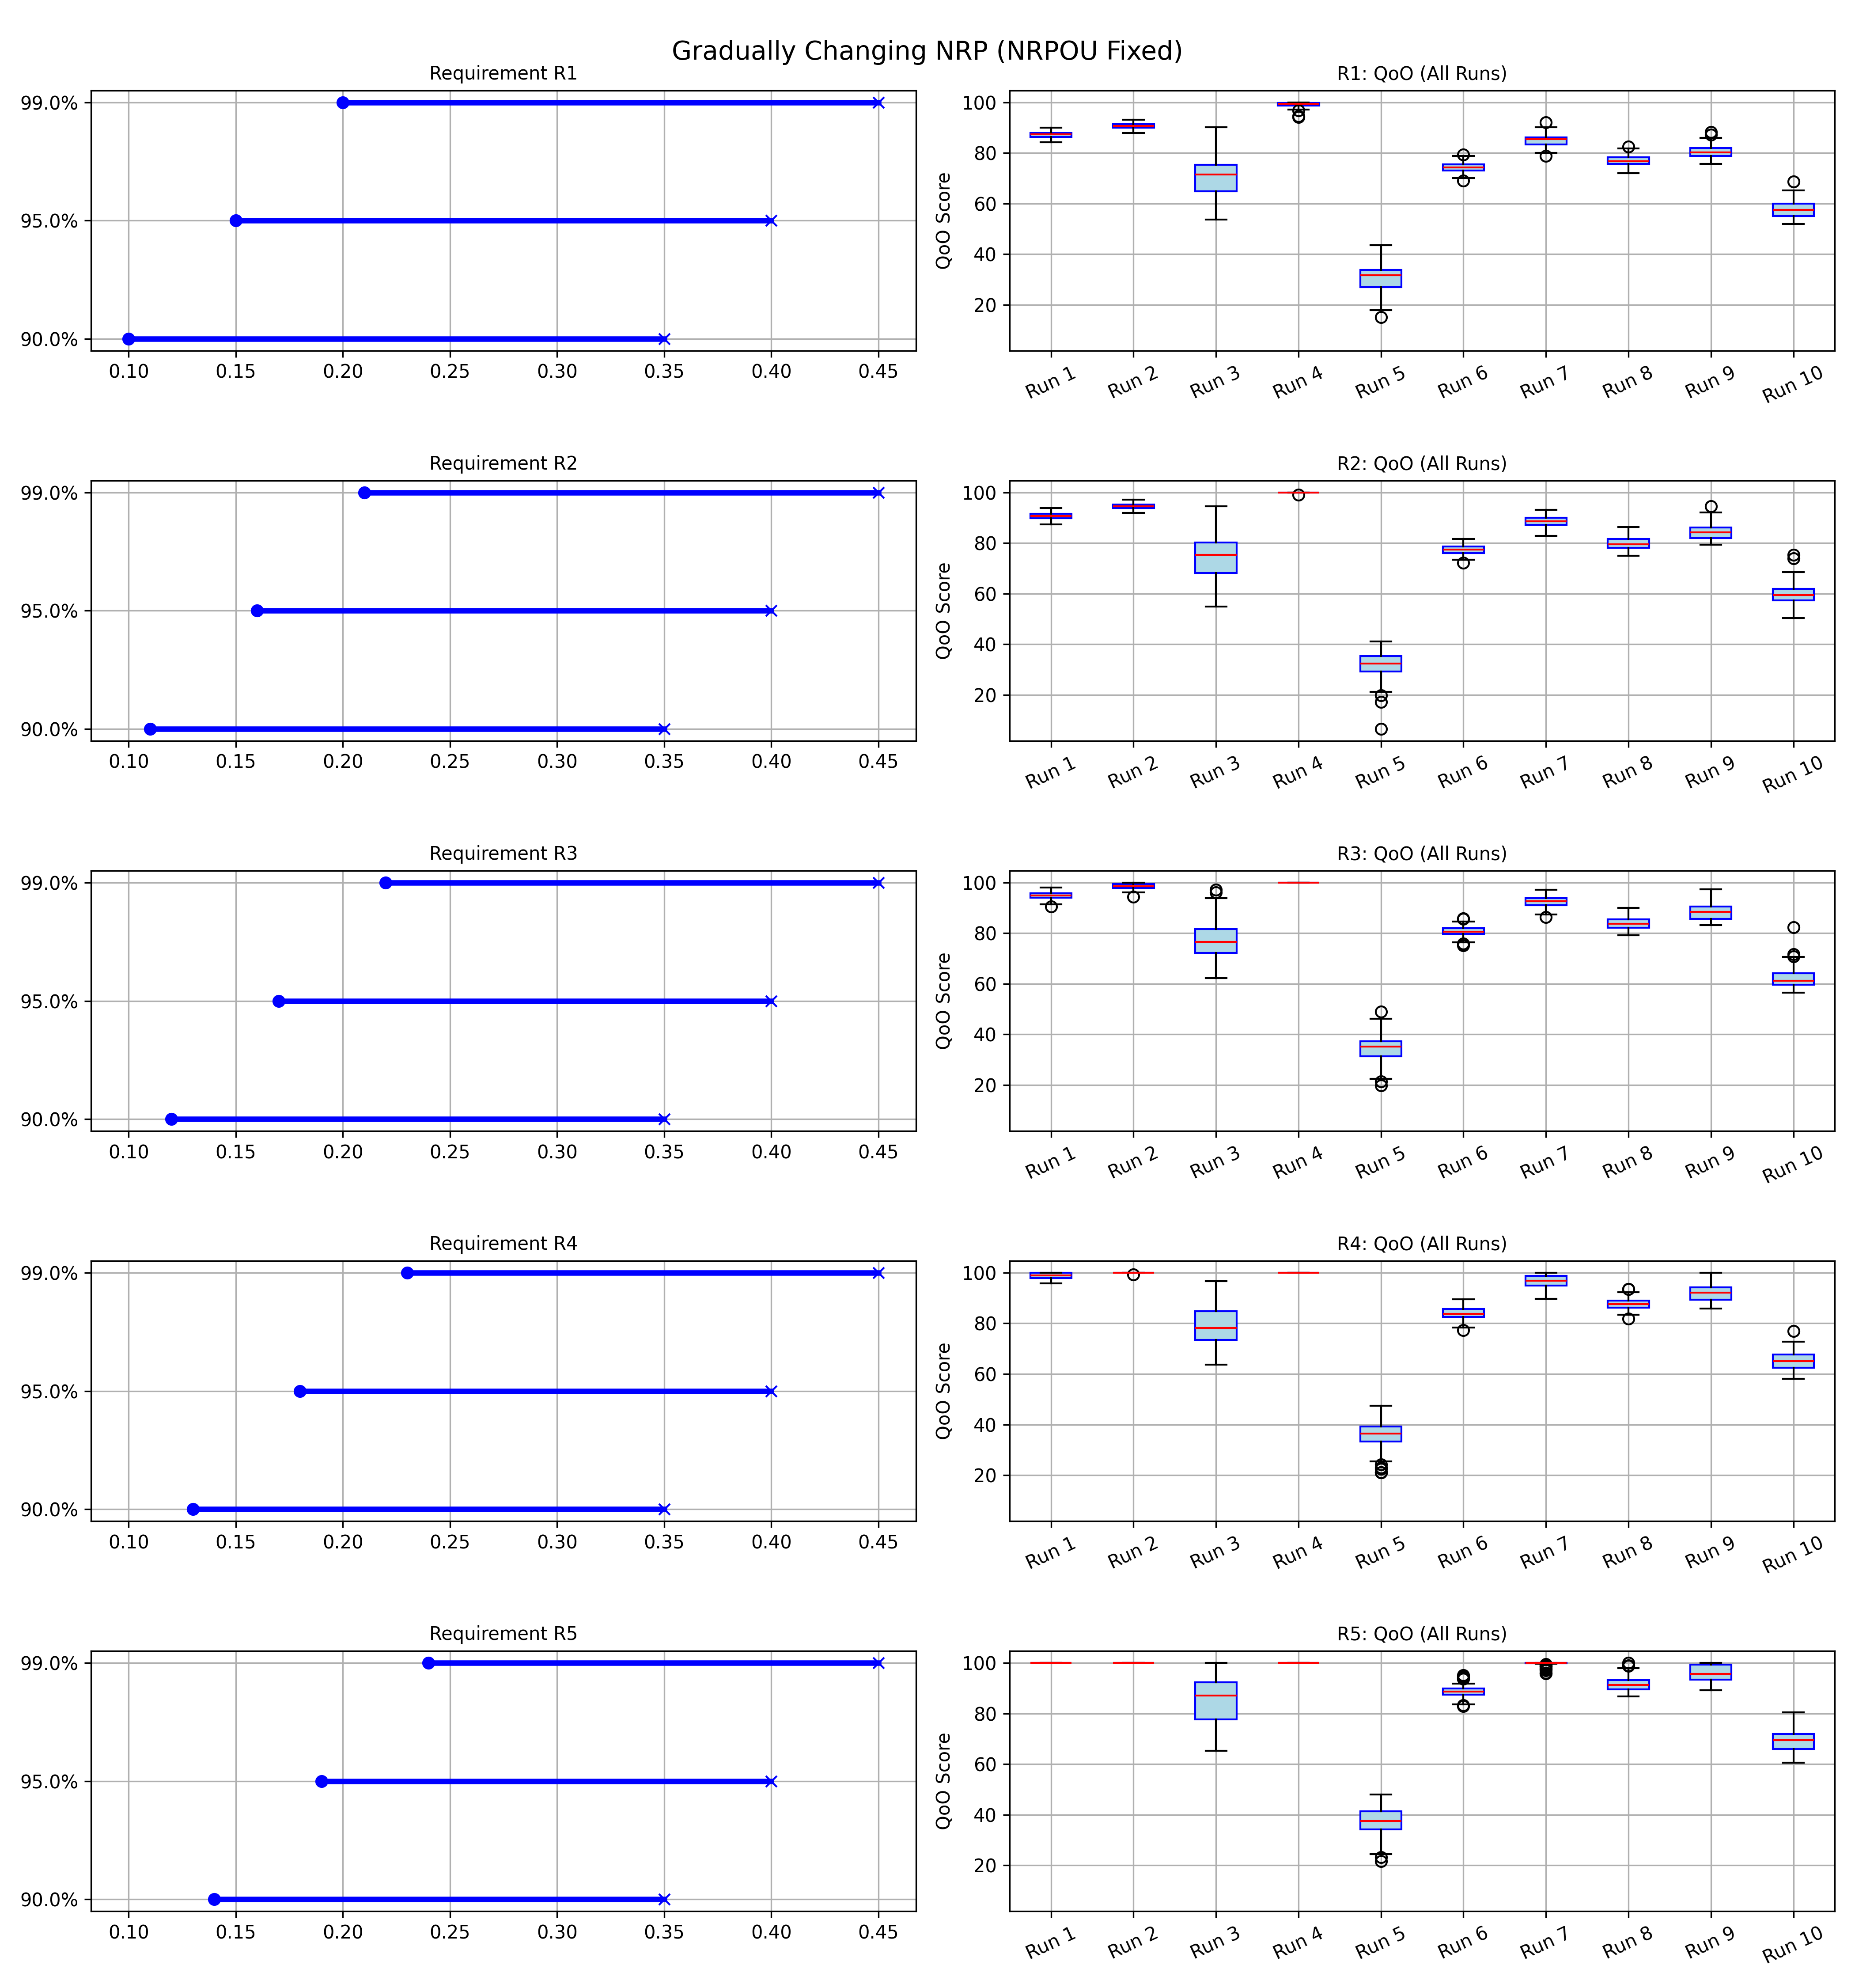 Gradually Changing NRP (NRPOU Fixed)
Requirement R1
99.0%
95.0%
90.0%
0.10 0.15 0.20 0.25 0.30 0.35 0.40 0.45
R1: QoO (All Runs)
QoO Score
100
80
60
40
20
Run 1 Run 2 Run 3 Run 4 Run 5 Run 6 Run 7 Run 8 Run 9 Run 10
Requirement R2
99.0%
95.0%
90.0%
0.10 0.15 0.20 0.25 0.30 0.35 0.40 0.45
R2: QoO (All Runs)
QoO Score
100
80
60
40
20
Run 1 Run 2 Run 3 Run 4 Run 5 Run 6 Run 7 Run 8 Run 9 Run 10
Requirement R3
99.0%
95.0%
90.0%
0.10 0.15 0.20 0.25 0.30 0.35 0.40 0.45
R3: QoO (All Runs)
QoO Score
100
80
60
40
20
Run 1 Run 2 Run 3 Run 4 Run 5 Run 6 Run 7 Run 8 Run 9 Run 10
Requirement R4
99.0%
95.0%
90.0%
0.10 0.15 0.20 0.25 0.30 0.35 0.40 0.45
R4: QoO (All Runs)
QoO Score
100
80
60
40
20
Run 1 Run 2 Run 3 Run 4 Run 5 Run 6 Run 7 Run 8 Run 9 Run 10
Requirement R5
99.0%
95.0%
90.0%
0.10 0.15 0.20 0.25 0.30 0.35 0.40 0.45
R5: QoO (All Runs)
QoO Score
100
80
60
40
20
Run 1 Run 2 Run 3 Run 4 Run 5 Run 6 Run 7 Run 8 Run 9 Run 10